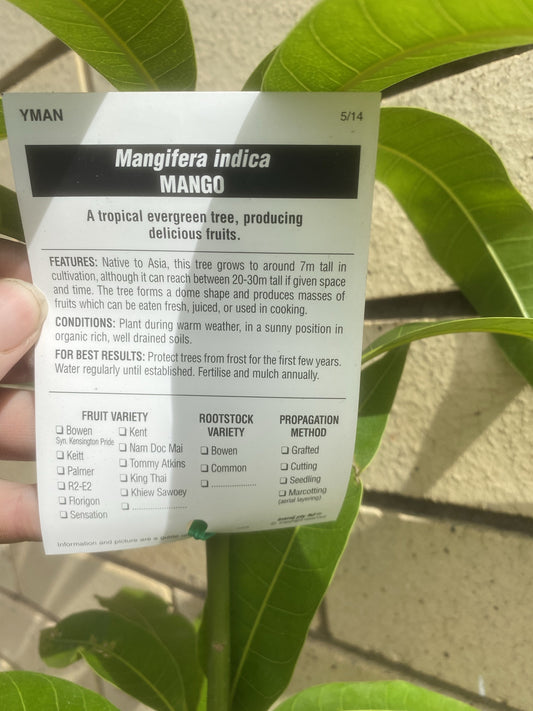 YMAN 5/14
Mangifera indica
MANGO
A tropical evergreen tree, producing
delicious fruits.
FEATURES: Native to Asia, this tree grows to around 7m tall in
cultivation, although it can reach between 20-30m tall if given space
and time. The tree forms a dome shape and produces masses of
fruits which can be eaten fresh, juiced, or used in cooking.
CONDITIONS: Plant during warm weather, in a sunny position in
organic rich, well drained soils.
FOR BEST RESULTS: Protect trees from frost for the first few years.
Water regularly until established. Fertilise and mulch annually.
FRUIT VARIETY
❏ Bowen
Syn. Kensington Pride
❏ Keitt
❏ Palmer
❏ R2-E2
❏ Florigon
❏ Sensation
❏ Kent
❏ Nam Doc Mai
❏ Tommy Atkins
❏ King Thai
❏ Khiew Sawoey
❏ .....................
ROOTSTOCK
VARIETY
❏ Bowen
❏ Common
❏ .....................
PROPAGATION
METHOD
❏ Grafted
❏ Cutting
❏ Seedling
❏ Marcotting
(aerial layering)
Information and picture are a guide